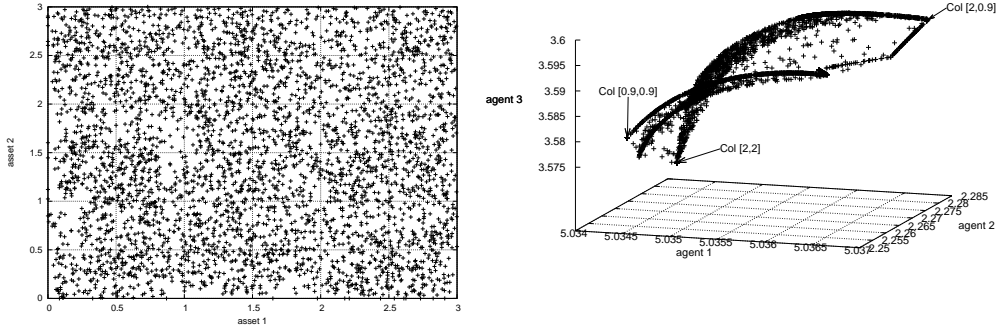 3
2.5
2
1.5
1
0.5
0
asset 2
0 0.5 1 1.5 2 2.5 3
asset 1
Col [2,0.9]
3.6
3.595
3.59
3.585
3.58
3.575
agent 3
Col [0.9,0.9]
Col [2,2]
2.285
2.28
2.275
2.27
2.265
2.26
2.255
2.25
agent 2
5.034 5.0345 5.035 5.0355 5.036 5.0365 5.037
agent 1